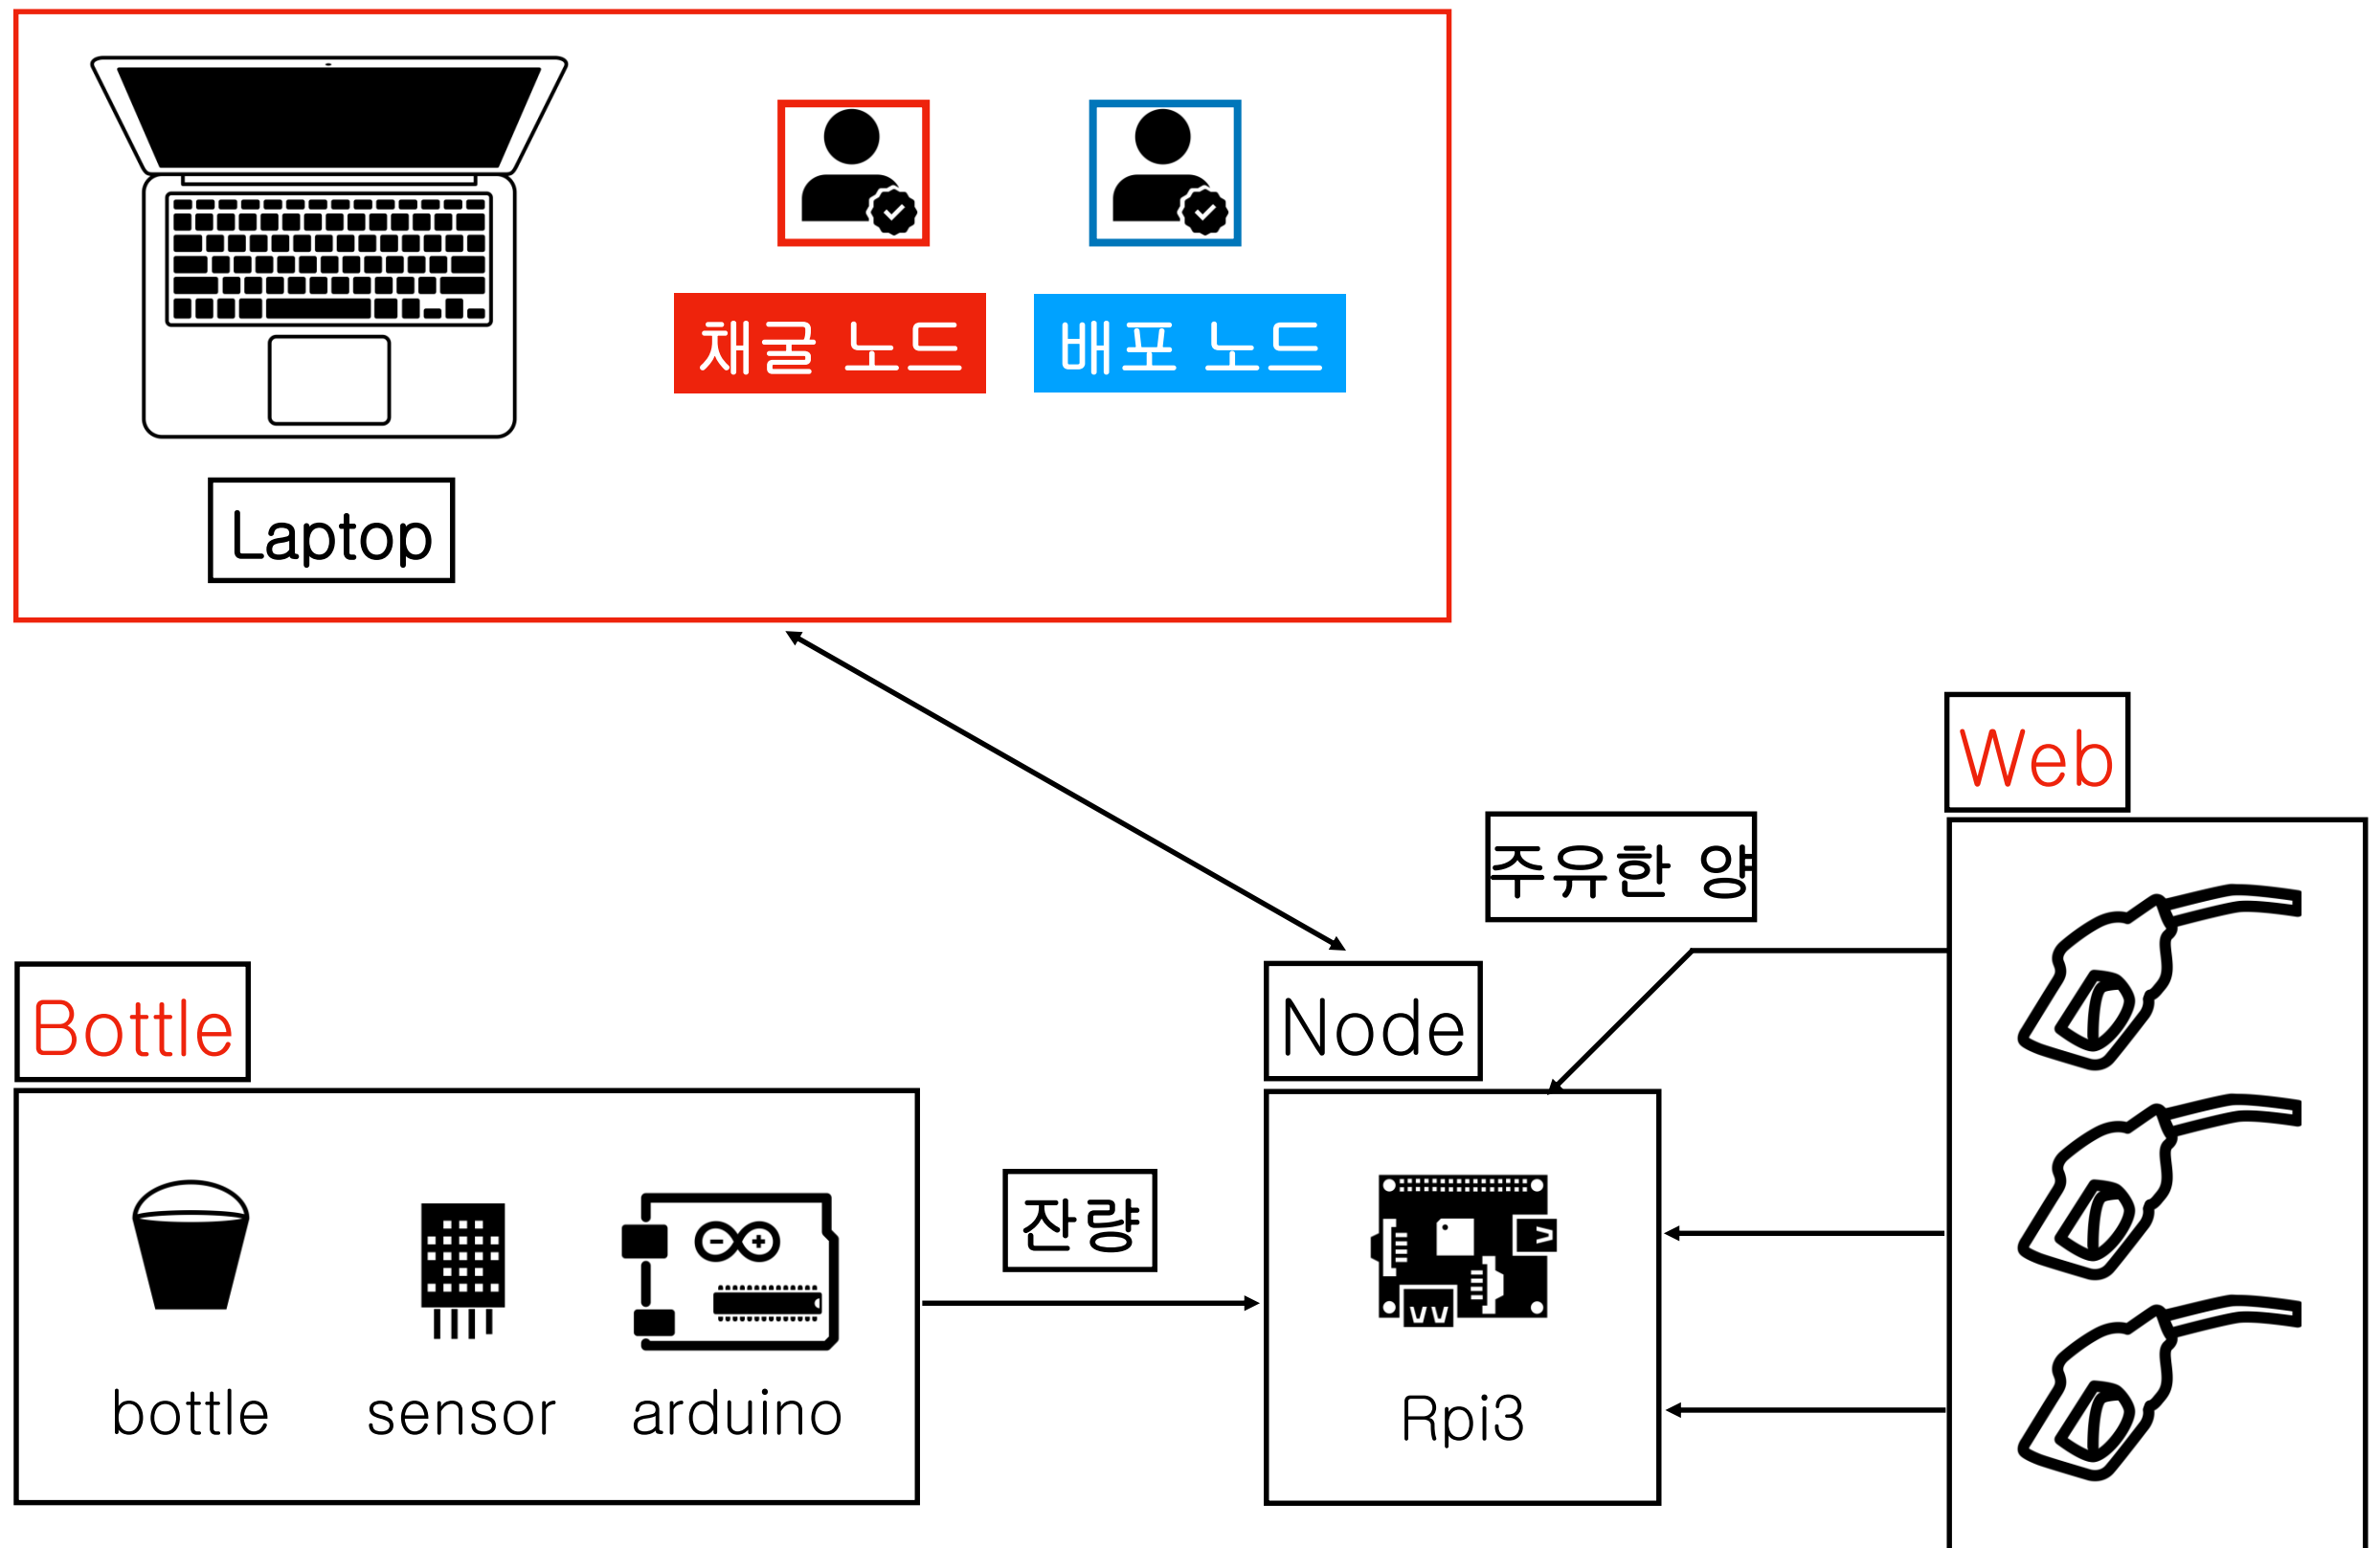 채굴 노드
배포 노드
Laptop
Web
주유한 양
Bottle
Node
잔량
bottle
sensor
arduino
Rpi3